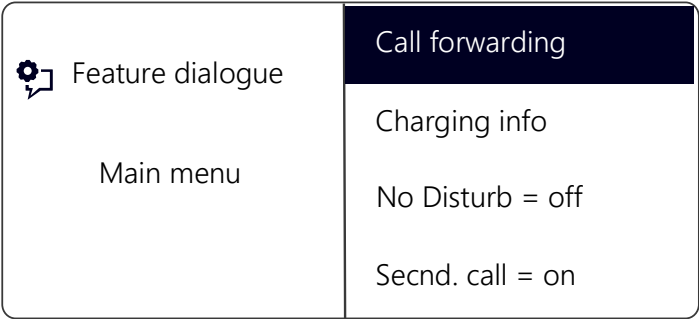 Feature dialogue
Main menu
Call forwarding
Charging info
No Disturb = off
Secnd. call = on